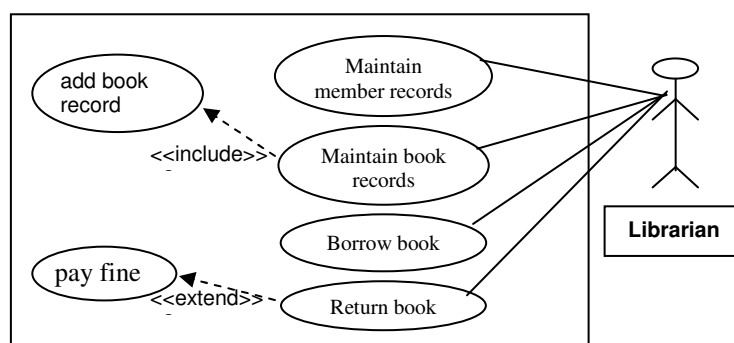 add book
record
Maintain
member records
<<include>>
Maintain book
records
Librarian
Borrow book
pay fine
<<extend>>
Return book